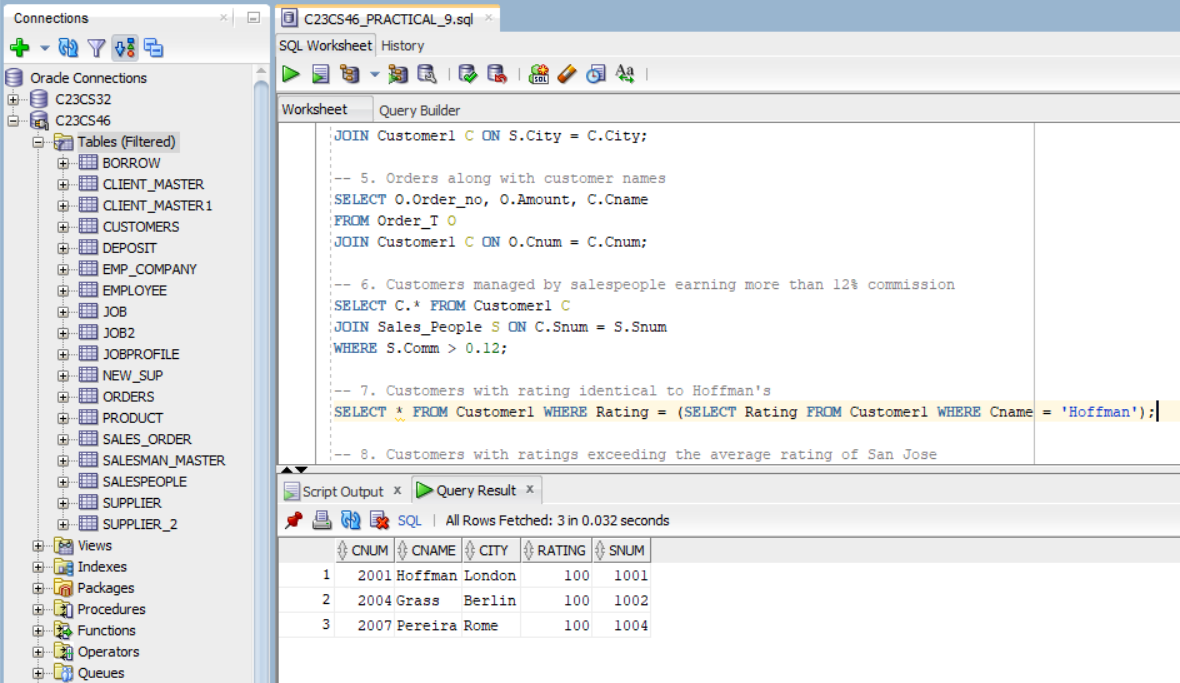 Connections
Oracle Connections
C23CS32
C23CS46
Tables (Filtered)
BORROW
CLIENT_MASTER
CLIENT_MASTER1
CUSTOMERS
DEPOSIT
EMP_COMPANY
EMPLOYEE
JOB
JOB2
JOBPROFILE
NEW_SUP
ORDERS
PRODUCT
SALES_ORDER
SALESMAN_MASTER
SALESPEOPLE
SUPPLIER
SUPPLIER_2
Views
Indexes
Packages
Procedures
Functions
Operators
Queues
C23CS46_PRACTICAL_9.sql
SQL Worksheet History
Worksheet Query Builder
JOIN Customer1 C ON S.City = C.City;
-- 5. Orders along with customer names
SELECT O.Order_no, O.Amount, C.Cname
FROM Order_T O
JOIN Customer1 C ON O.Cnum = C.Cnum;
-- 6. Customers managed by salespeople earning more than 12% commission
SELECT C.* FROM Customer1 C
JOIN Sales_People S ON C.Snum = S.Snum
WHERE S.Comm > 0.12;
-- 7. Customers with rating identical to Hoffman's
SELECT * FROM Customer1 WHERE Rating = (SELECT Rating FROM Customer1 WHERE Cname = 'Hoffman');
-- 8. Customers with ratings exceeding the average rating of San Jose
Script Output x Query Result x
SQL | All Rows Fetched: 3 in 0.032 seconds
CNUM CNAME CITY RATING SNUM
1 2001 Hoffman London 100 1001
2 2004 Grass Berlin 100 1002
3 2007 Pereira Rome 100 1004